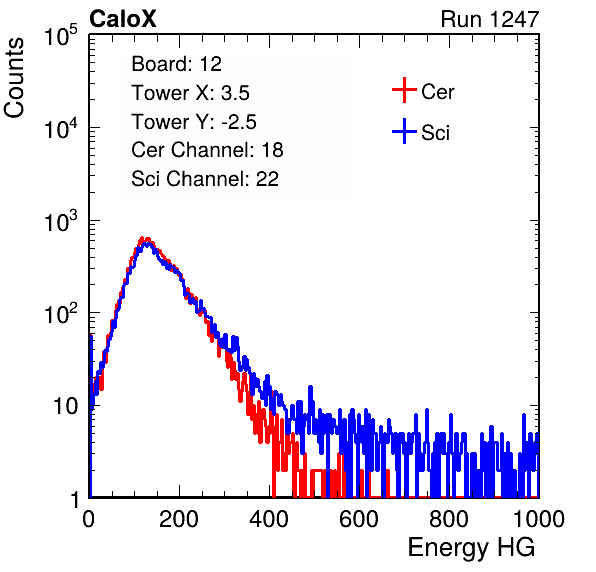 CaloX Run 1247
Counts
10^5
10^4
10^3
10^2
10
1
Board: 12
Tower X: 3.5
Tower Y: -2.5
Cer Channel: 18
Sci Channel: 22
Cer
Sci
0 200 400 600 800 1000
Energy HG